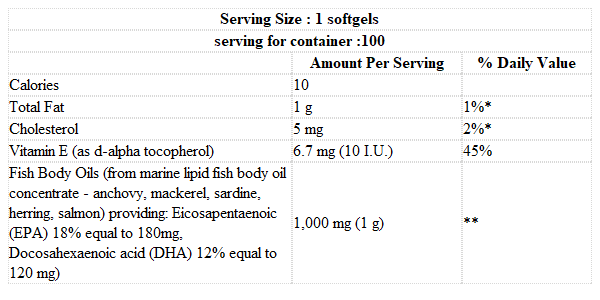 Serving Size : 1 softgels
serving for container :100
Amount Per Serving % Daily Value
Calories 10
Total Fat 1 g 1%*
Cholesterol 5 mg 2%*
Vitamin E (as d-alpha tocopherol) 6.7 mg (10 I.U.) 45%
Fish Body Oils (from marine lipid fish body oil
concentrate - anchovy, mackerel, sardine,
herring, salmon) providing: Eicosapentaenoic
(EPA) 18% equal to 180mg,
Docosahexaenoic acid (DHA) 12% equal to
120 mg)
1,000 mg (1 g) **